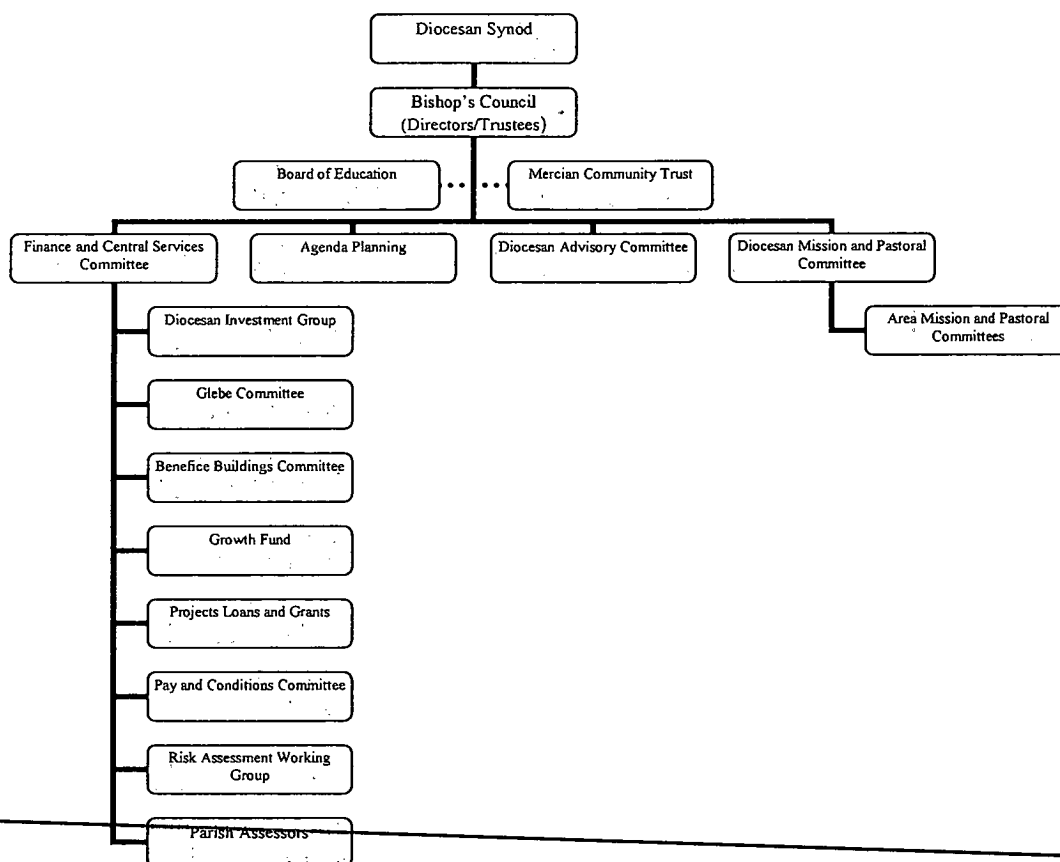 Diocesan Synod
Bishop's Council
(Directors/Trustees)
Board of Education
Mercian Community Trust
Finance and Central Services
Committee
Agenda Planning
Diocesan Advisory Committee
Diocesan Mission and Pastoral
Committee
Diocesan Investment Group
Area Mission and Pastoral
Committees
Glebe Committee
Benefice Buildings Committee
Growth Fund
Projects Loans and Grants
Pay and Conditions Committee
Risk Assessment Working
Group
Parish Assessors